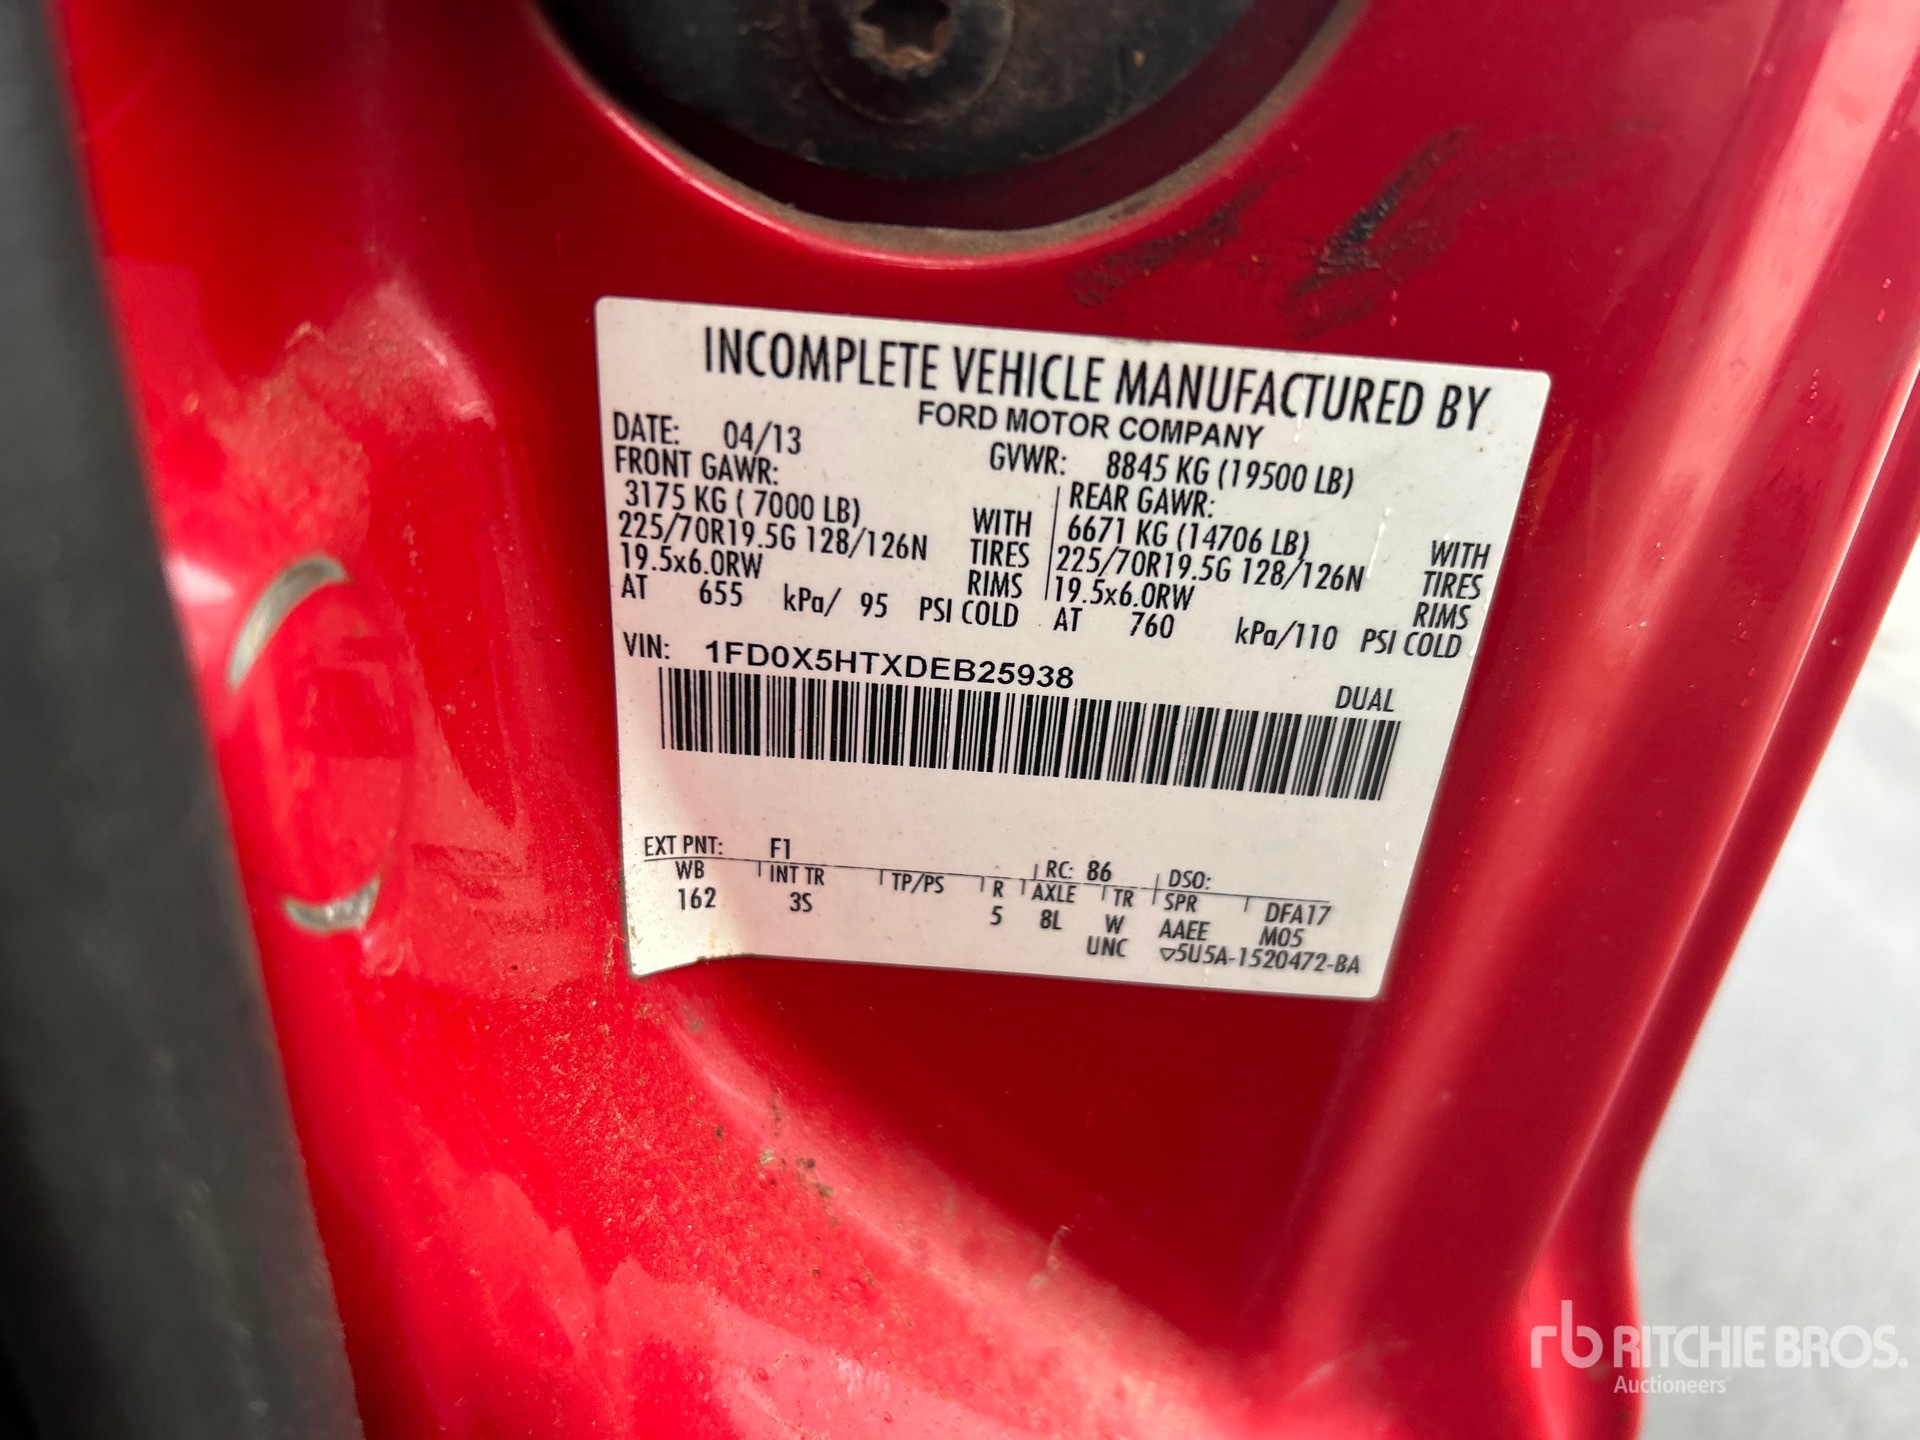 INCOMPLETE VEHICLE MANUFACTURED BY
FORD MOTOR COMPANY
DATE: 04/13 GVWR: 8845 KG (19500 LB)
FRONT GAWR: REAR GAWR:
3175 KG ( 7000 LB) WITH 6671 KG (14706 LB) WITH
225/70R19.5G 128/126N TIRES 225/70R19.5G 128/126N TIRES
19.5x6.0RW RIMS 19.5x6.0RW RIMS
AT 655 kPa/ 95 PSI COLD AT 760 kPa/110 PSI COLD
VIN: 1FD0X5HTXDEB25938
DUAL
EXT PNT: F1 RC: 86 DSO:
WB INT TR TP/PS R AXLE TR SPR DFA17
162 3S 5 8L W AAEE M05
UNC ▽5U5A-1520472-BA
rb RITCHIE BROS.
Auctioneers